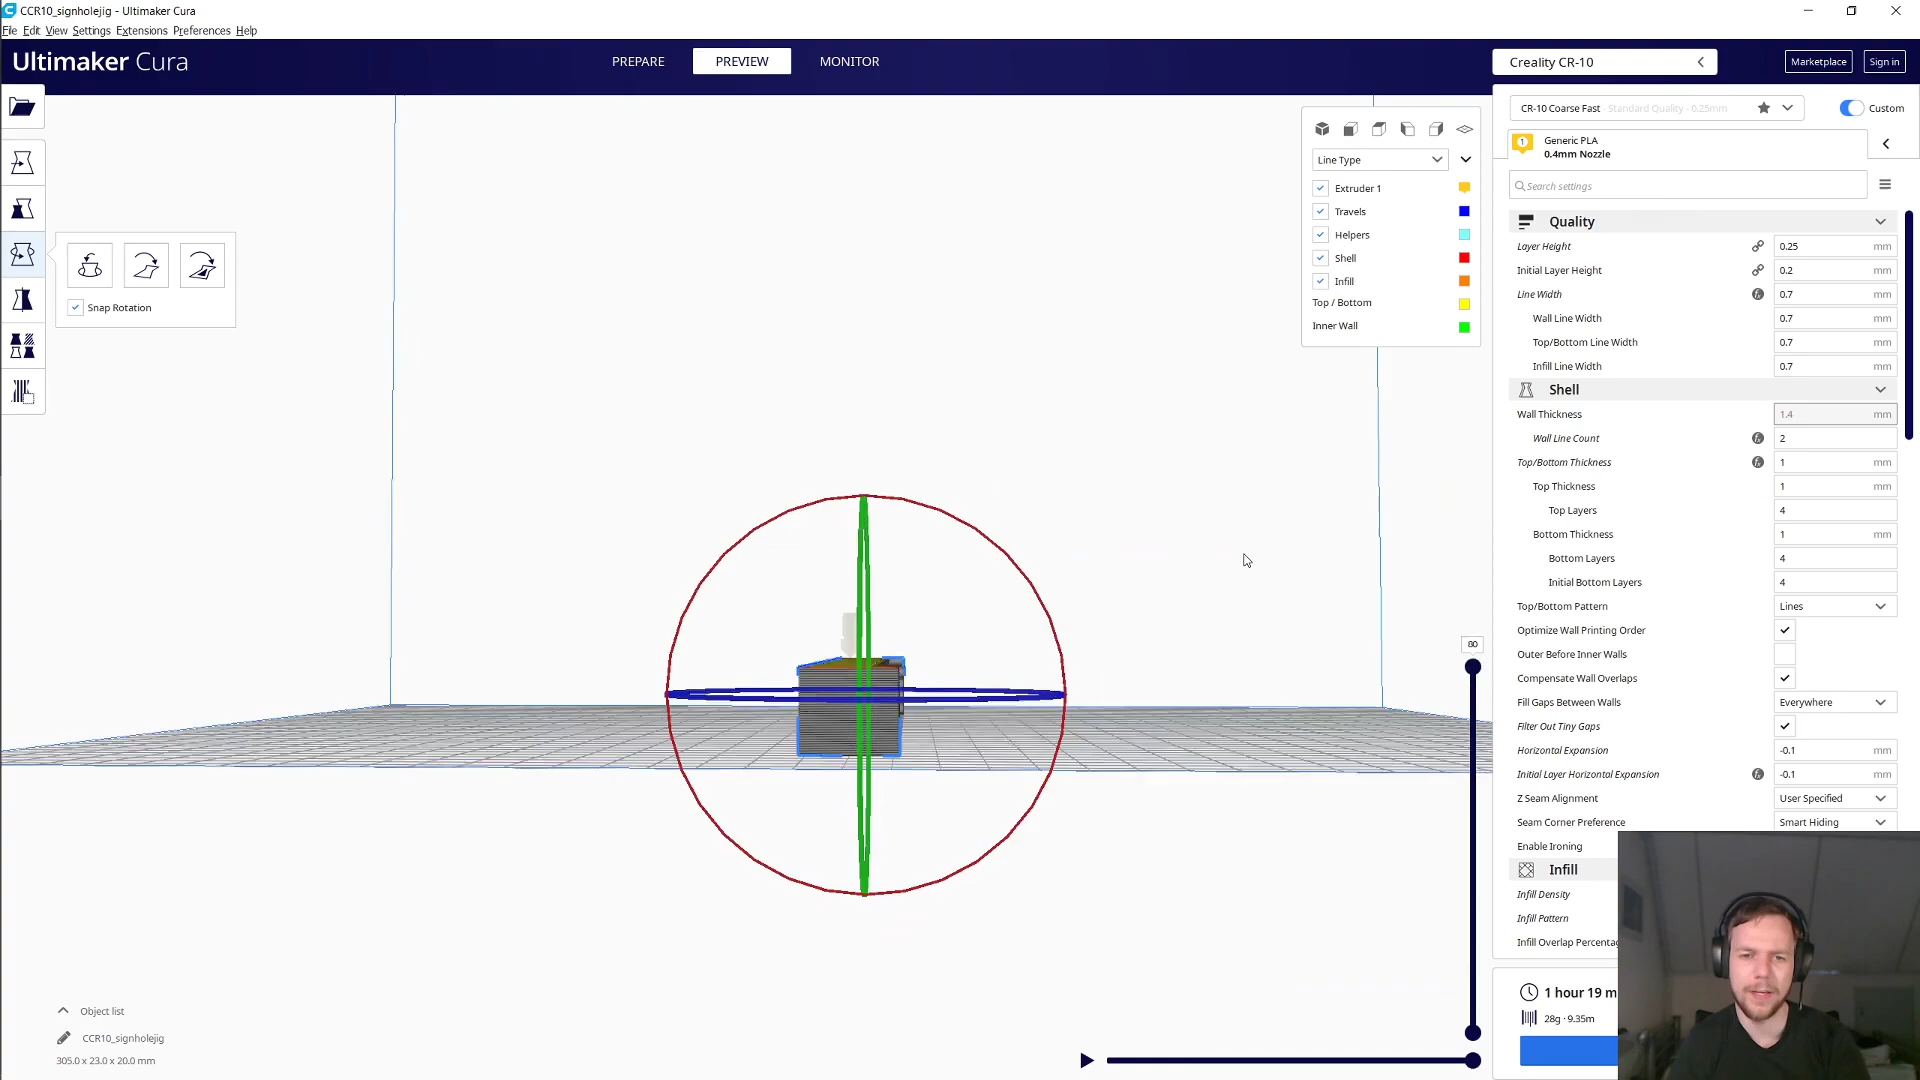 CCR10_signholejig - Ultimaker Cura
File Edit View Settings Extensions Preferences Help
Ultimaker Cura
PREPARE
PREVIEW
MONITOR
Creality CR-10
Marketplace
Sign in
CR-10 Coarse Fast - Standard Quality - 0.25mm
Custom
1
Generic PLA
0.4mm Nozzle
Search settings
Line Type
Extruder 1
Travels
Helpers
Shell
Infill
Top / Bottom
Inner Wall
Snap Rotation
Quality
Layer Height 0.25 mm
Initial Layer Height 0.2 mm
Line Width 0.7 mm
Wall Line Width 0.7 mm
Top/Bottom Line Width 0.7 mm
Infill Line Width 0.7 mm
Shell
Wall Thickness 1.4 mm
Wall Line Count 2
Top/Bottom Thickness 1 mm
Top Thickness 1 mm
Top Layers 4
Bottom Thickness 1 mm
Bottom Layers 4
Initial Bottom Layers 4
Top/Bottom Pattern Lines
Optimize Wall Printing Order
Outer Before Inner Walls
Compensate Wall Overlaps
Fill Gaps Between Walls Everywhere
Filter Out Tiny Gaps
Horizontal Expansion -0.1 mm
Initial Layer Horizontal Expansion -0.1 mm
Z Seam Alignment User Specified
Seam Corner Preference Smart Hiding
Enable Ironing
Infill
Infill Density
Infill Pattern
Infill Overlap Percentag
80
1 hour 19 m
28g · 9.35m
Object list
CCR10_signholejig
305.0 x 23.0 x 20.0 mm